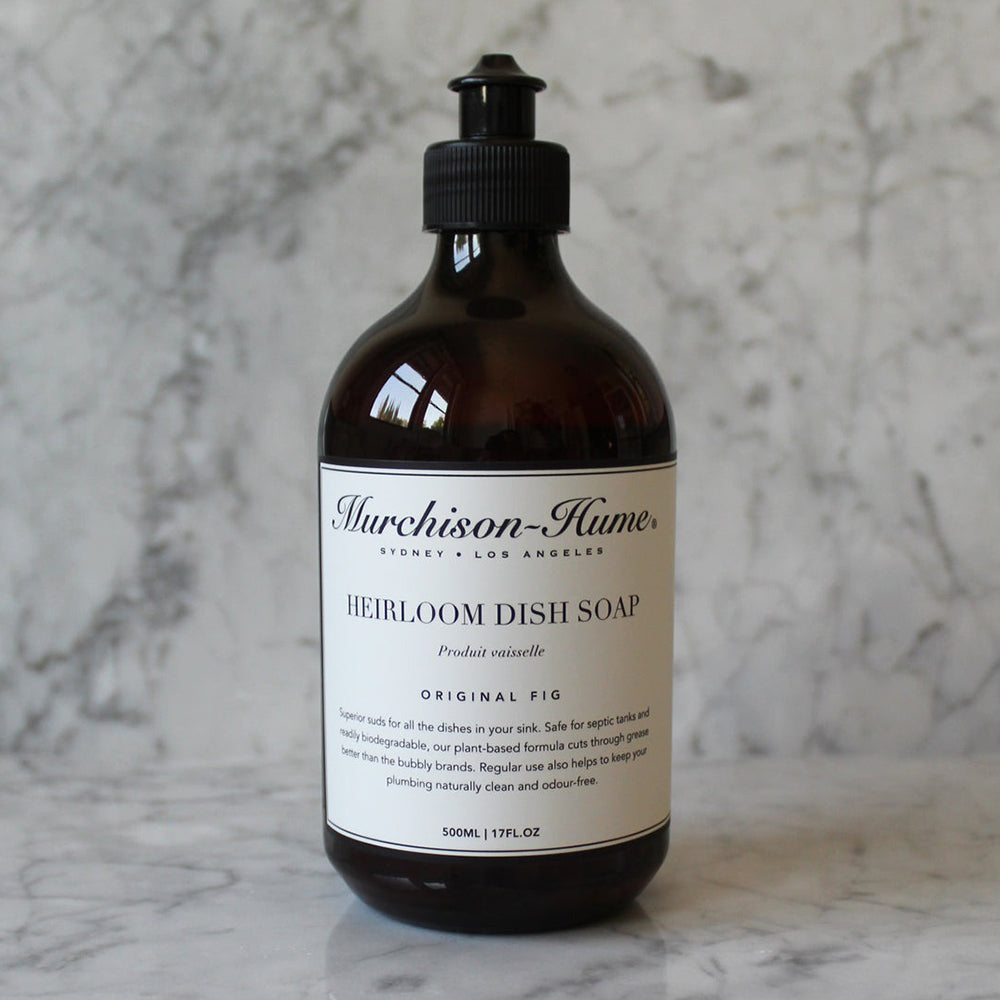 Murchison~Hume®
SYDNEY • LOS ANGELES
HEIRLOOM DISH SOAP
Produit vaisselle
ORIGINAL FIG
Superior suds for all the dishes in your sink. Safe for septic tanks and
readily biodegradable, our plant-based formula cuts through grease
better than the bubbly brands. Regular use also helps to keep your
plumbing naturally clean and odour-free.
500ML | 17FL.OZ